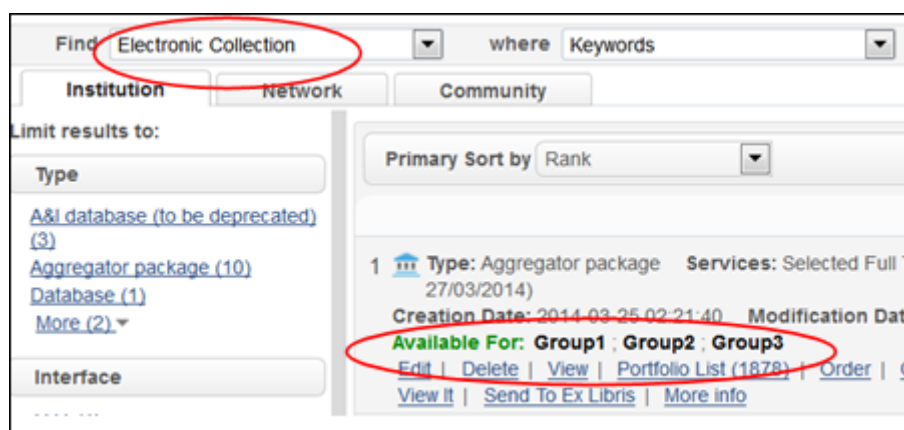 Find Electronic Collection where Keywords
Institution Network Community
Limit results to:
Type
A&I database (to be deprecated)
(3)
Aggregator package (10)
Database (1)
More (2)
Interface
Primary Sort by Rank
1 Type: Aggregator package Services: Selected Full
27/03/2014)
Creation Date: 2014-03-25 02:21:40 Modification Dat
Available For: Group1 ; Group2 ; Group3
Edit | Delete | View | Portfolio List (1878) | Order |
View It | Send To Ex Libris | More info